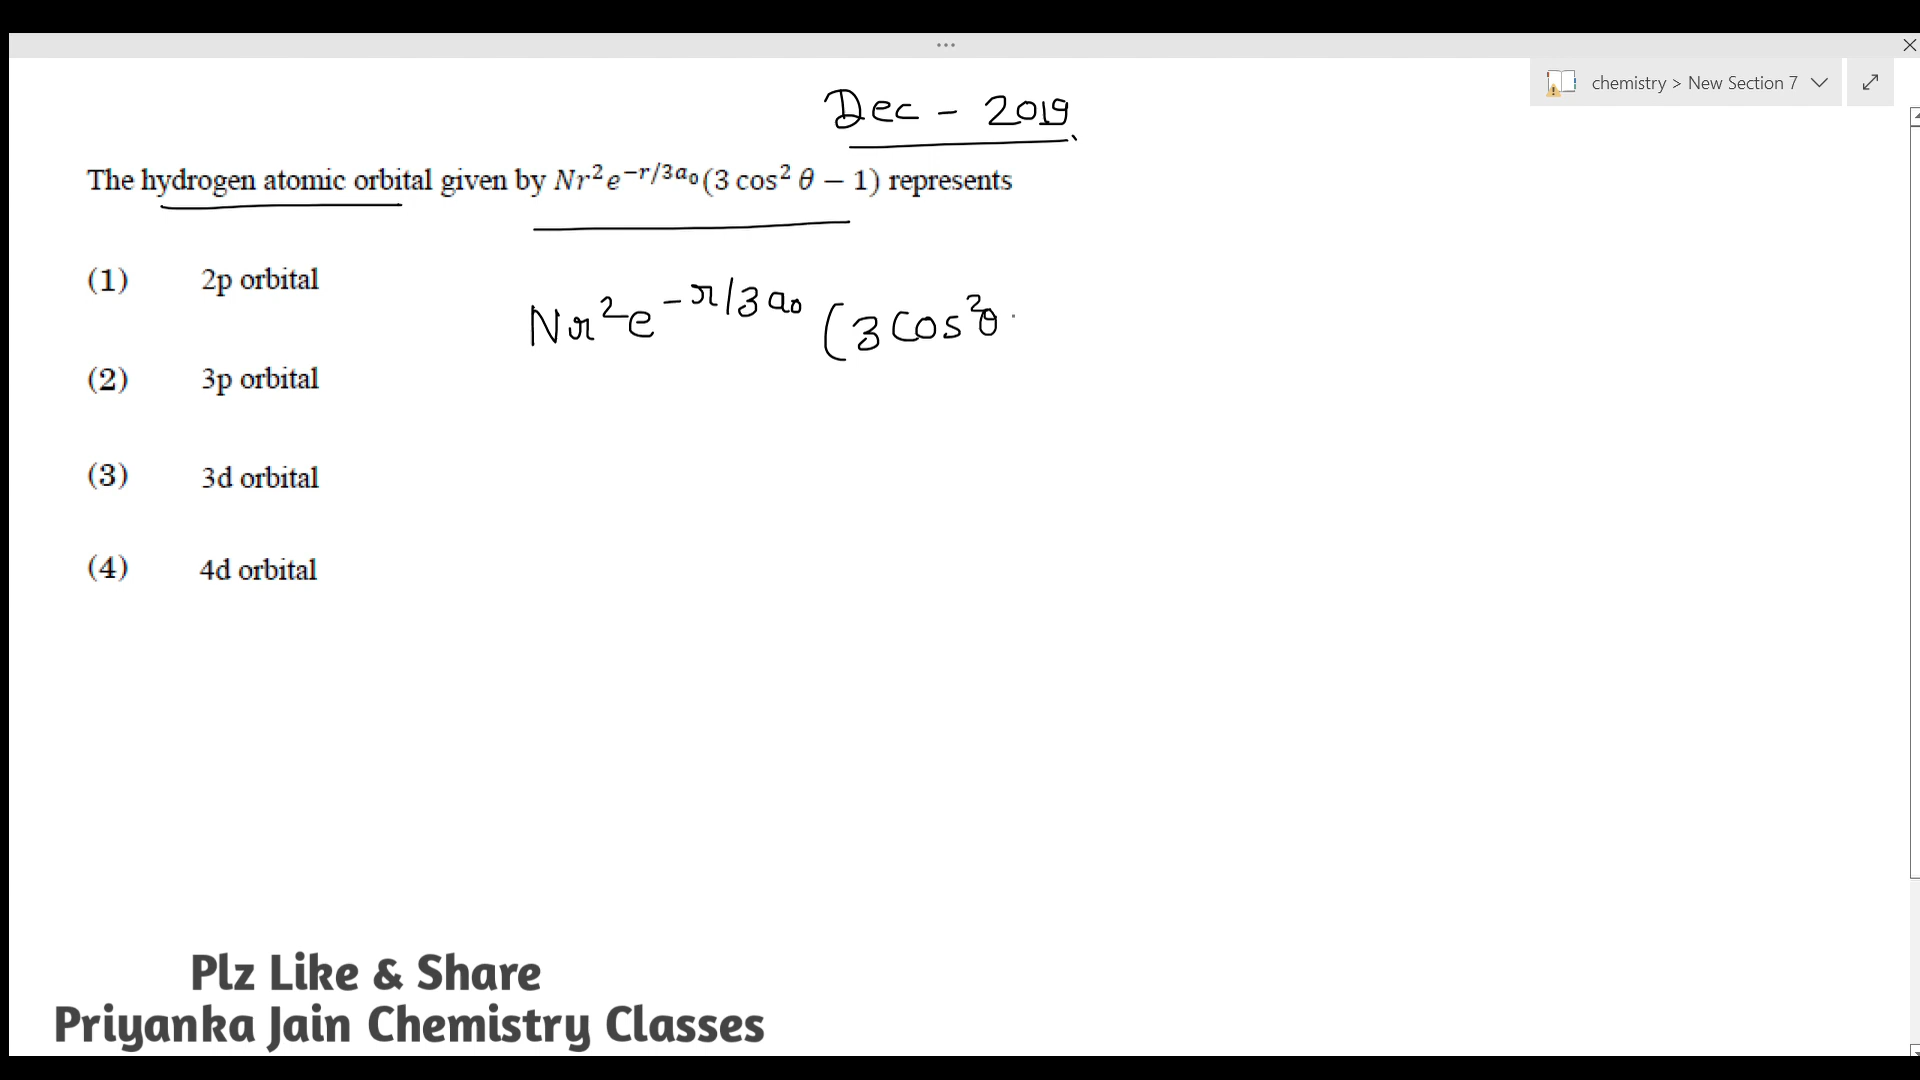 chemistry > New Section 7
Dec - 2019
The hydrogen atomic orbital given by Nr²e^{−r/3a₀}(3 cos² θ − 1) represents
(1) 2p orbital
Nr²e^{-r/3a₀} (3 cos²θ
(2) 3p orbital
(3) 3d orbital
(4) 4d orbital
Plz Like & Share
Priyanka Jain Chemistry Classes